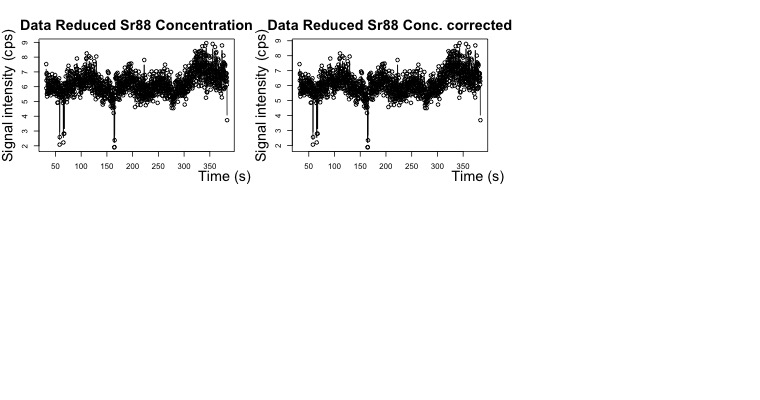 Data Reduced Sr88 Concentration
Signal intensity (cps)
9
8
7
6
5
4
3
2
50 100 150 200 250 300 350
Time (s)
Data Reduced Sr88 Conc. corrected
Signal intensity (cps)
9
8
7
6
5
4
3
2
50 100 150 200 250 300 350
Time (s)